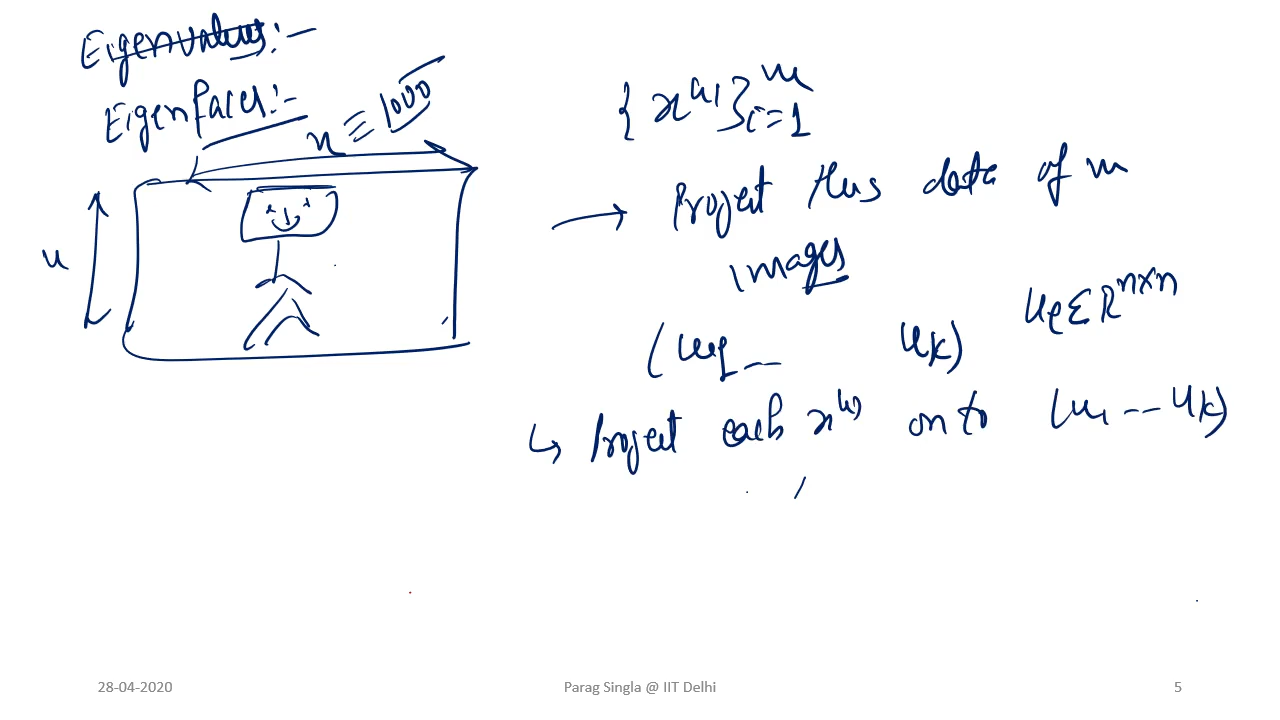 Eigenvalues:-
Eigenfaces:-
n ≡ 1000
n
{x^(i)}^m_{i=1}
→ Project this data of m
images
(u_1 -- u_k) u_l ∈ R^{n×n}
↳ Project each x^(i) onto (u_1 -- u_k)
28-04-2020
Parag Singla @ IIT Delhi
5